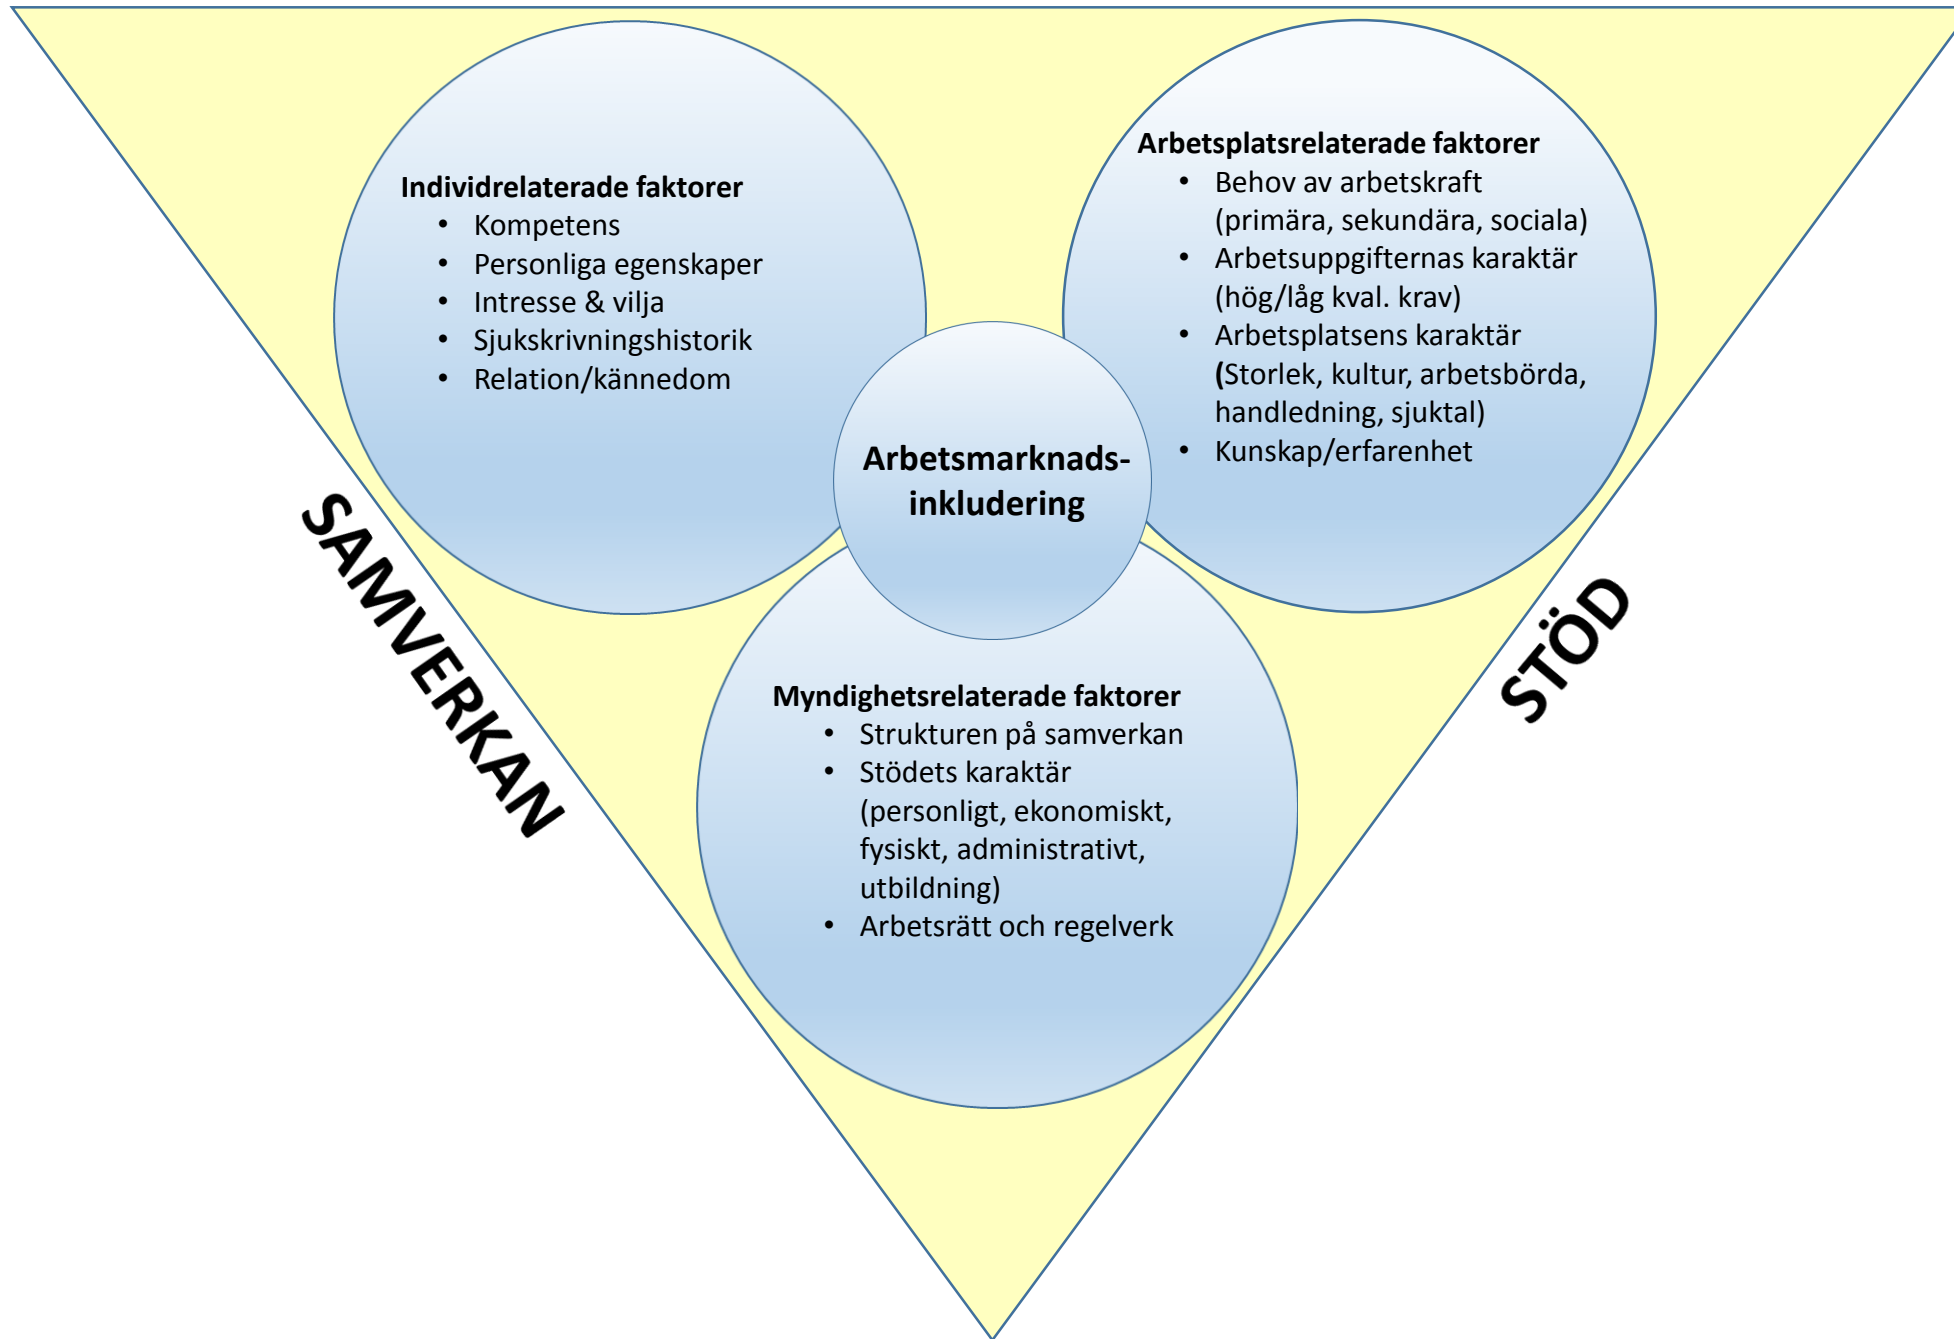 Individrelaterade faktorer
• Kompetens
• Personliga egenskaper
• Intresse & vilja
• Sjukskrivningshistorik
• Relation/kännedom
Arbetsplatsrelaterade faktorer
• Behov av arbetskraft
(primära, sekundära, sociala)
• Arbetsuppgifternas karaktär
(hög/låg kval. krav)
• Arbetsplatsens karaktär
(Storlek, kultur, arbetsbörda,
handledning, sjuktal)
• Kunskap/erfarenhet
Arbetsmarknads-
inkludering
SAMVERKAN
STÖD
Myndighetsrelaterade faktorer
• Strukturen på samverkan
• Stödets karaktär
(personligt, ekonomiskt,
fysiskt, administrativt,
utbildning)
• Arbetsrätt och regelverk